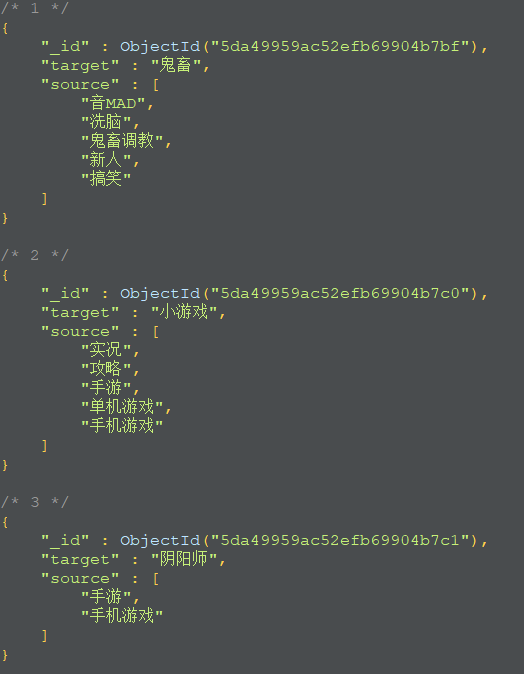 /* 1 */
{
    "_id" : ObjectId("5da49959ac52efb69904b7bf"),
    "target" : "鬼畜",
    "source" : [
        "音MAD",
        "洗脑",
        "鬼畜调教",
        "新人",
        "搞笑"
    ]
}

/* 2 */
{
    "_id" : ObjectId("5da49959ac52efb69904b7c0"),
    "target" : "小游戏",
    "source" : [
        "实况",
        "攻略",
        "手游",
        "单机游戏",
        "手机游戏"
    ]
}

/* 3 */
{
    "_id" : ObjectId("5da49959ac52efb69904b7c1"),
    "target" : "阴阳师",
    "source" : [
        "手游",
        "手机游戏"
    ]
}